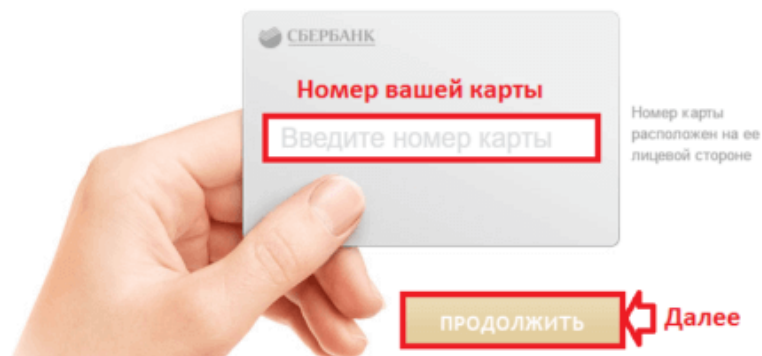 СБЕРБАНК
Номер вашей карты
Введите номер карты
Номер карты
расположен на ее
лицевой стороне
ПРОДОЛЖИТЬ
Далее